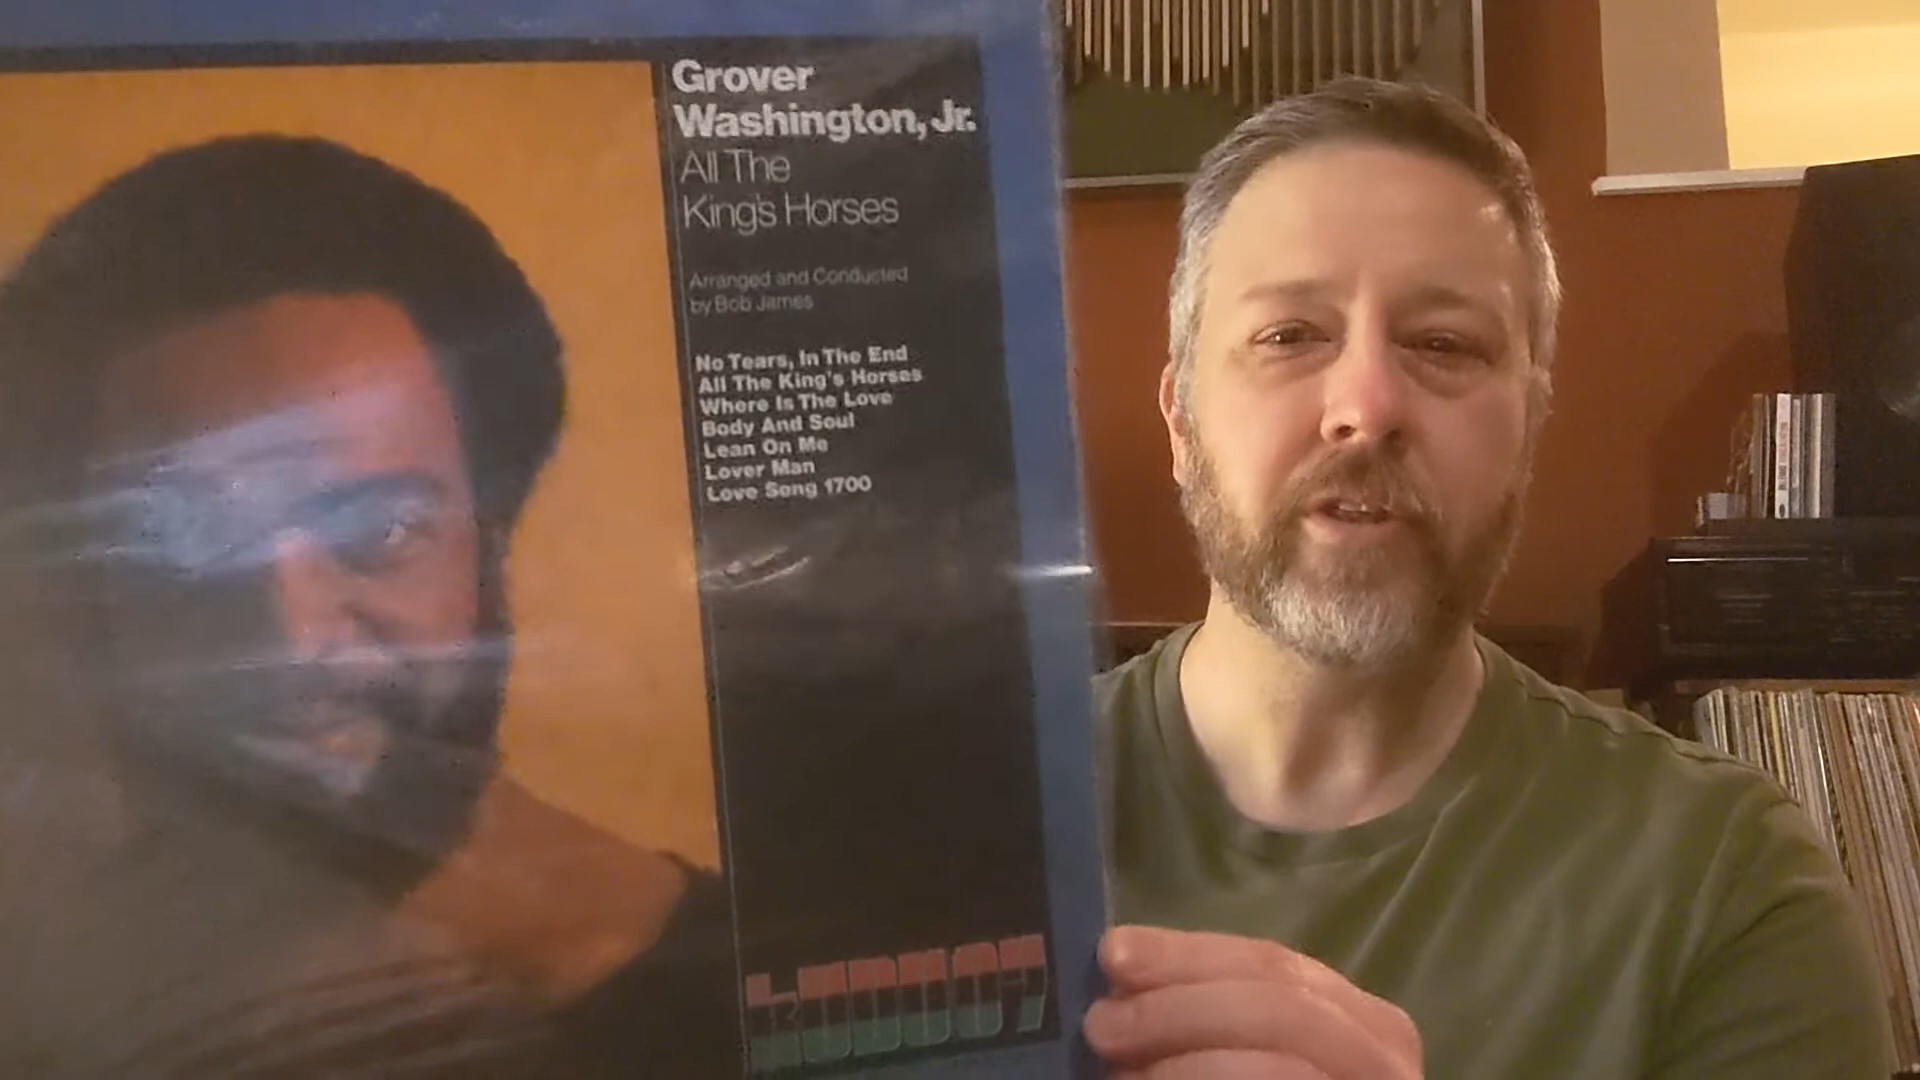 Grover
Washington, Jr.
All The
King's Horses
Arranged and Conducted
by Bob James
No Tears, In The End
All The King's Horses
Where Is The Love
Body And Soul
Lean On Me
Lover Man
Love Song 1700